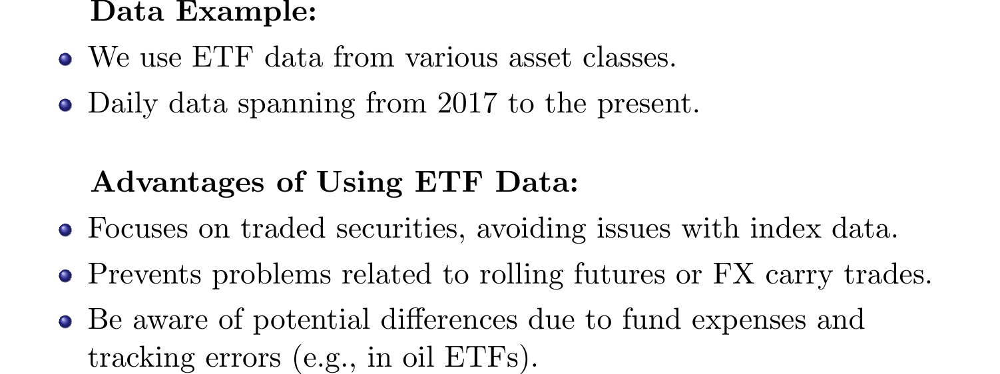 Data Example:
We use ETF data from various asset classes.
Daily data spanning from 2017 to the present.
Advantages of Using ETF Data:
Focuses on traded securities, avoiding issues with index data.
Prevents problems related to rolling futures or FX carry trades.
Be aware of potential differences due to fund expenses and
tracking errors (e.g., in oil ETFs).